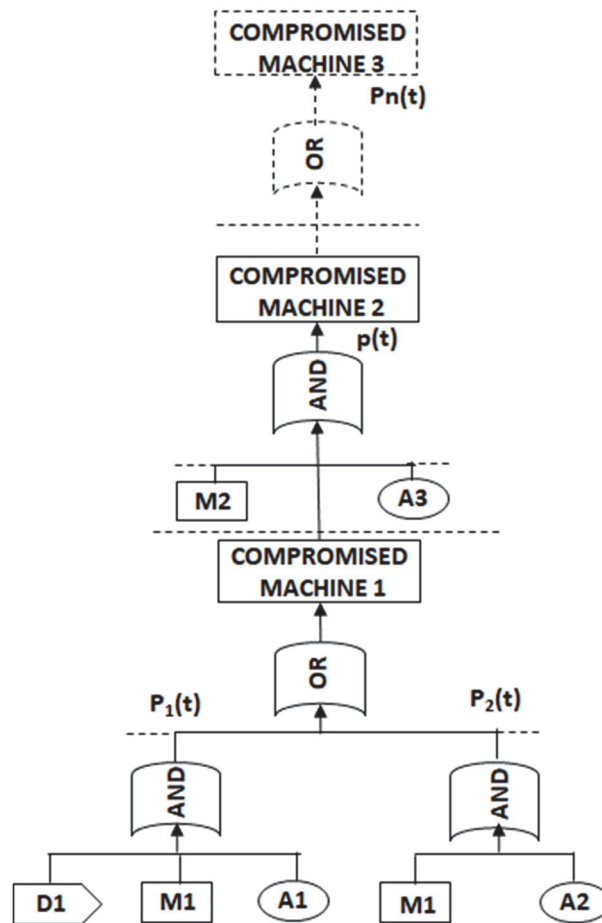 COMPROMISED
MACHINE 3
Pn(t)
OR
COMPROMISED
MACHINE 2
p(t)
AND
M2
A3
COMPROMISED
MACHINE 1
OR
P₁(t)
P₂(t)
AND
AND
D1
M1
A1
M1
A2